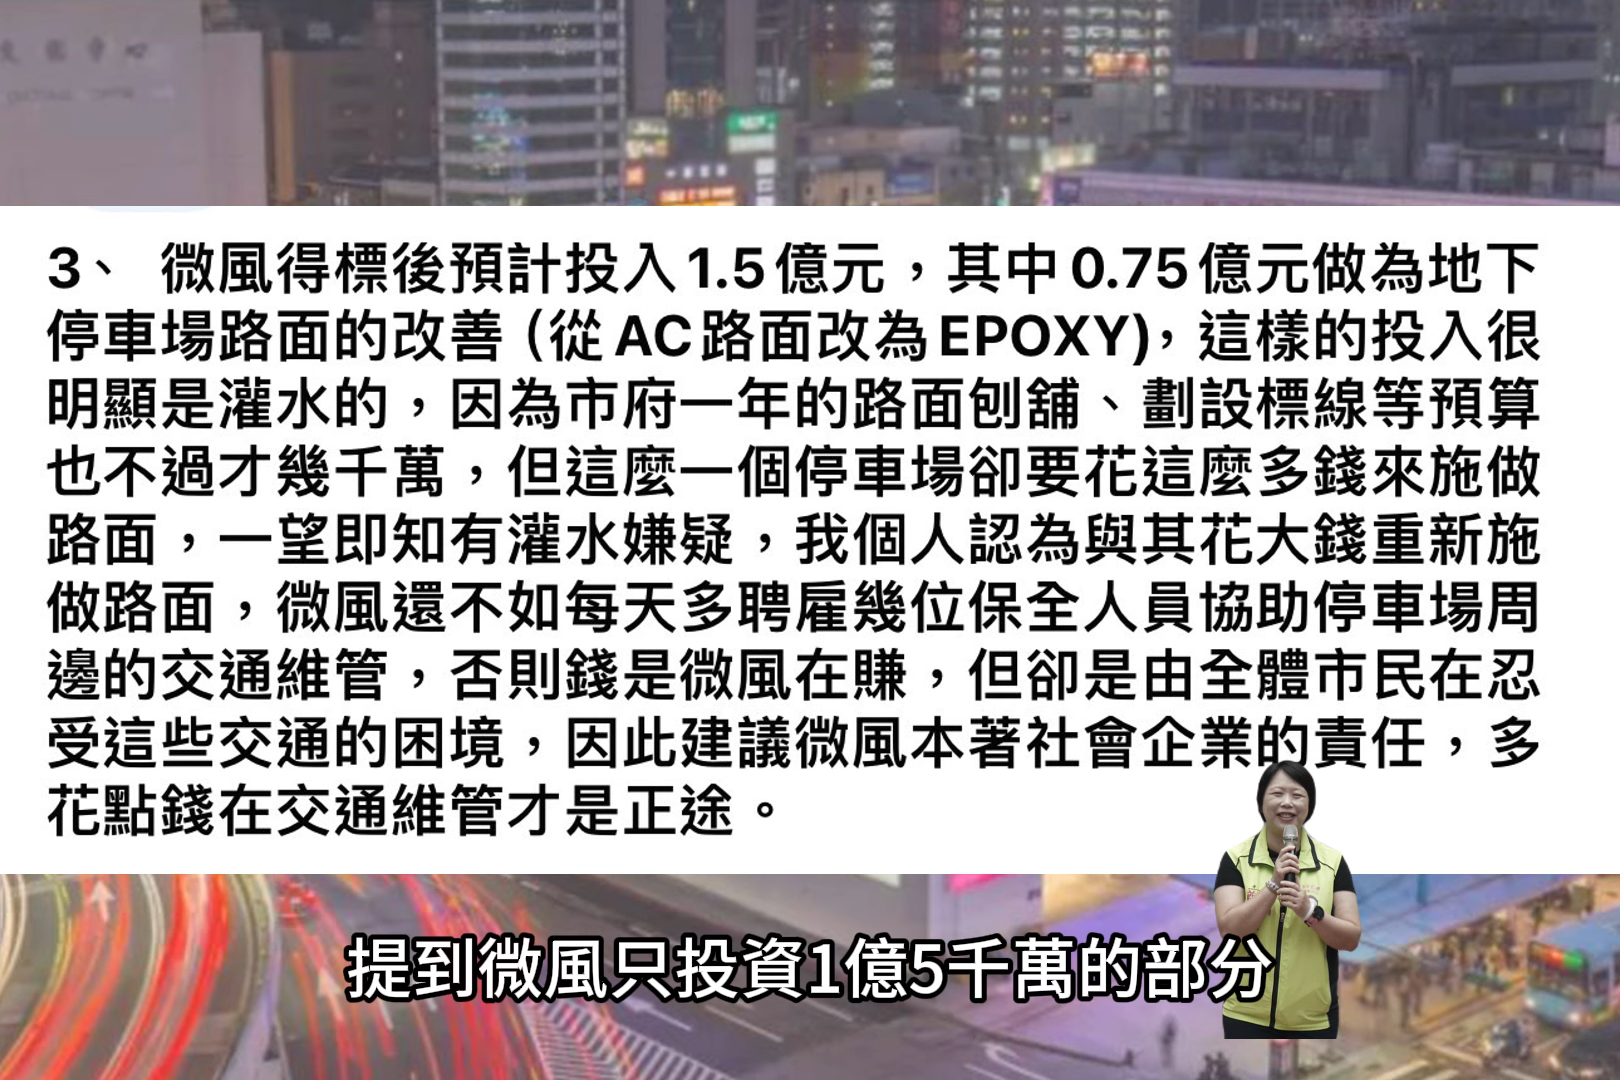 3、 微風得標後預計投入1.5億元，其中0.75億元做為地下
停車場路面的改善（從AC路面改為EPOXY)，這樣的投入很
明顯是灌水的，因為市府一年的路面刨舖、劃設標線等預算
也不過才幾千萬，但這麼一個停車場卻要花這麼多錢來施做
路面，一望即知有灌水嫌疑，我個人認為與其花大錢重新施
做路面，微風還不如每天多聘雇幾位保全人員協助停車場周
邊的交通維管，否則錢是微風在賺，但卻是由全體市民在忍
受這些交通的困境，因此建議微風本著社會企業的責任，多
花點錢在交通維管才是正途。
提到微風只投資1億5千萬的部分